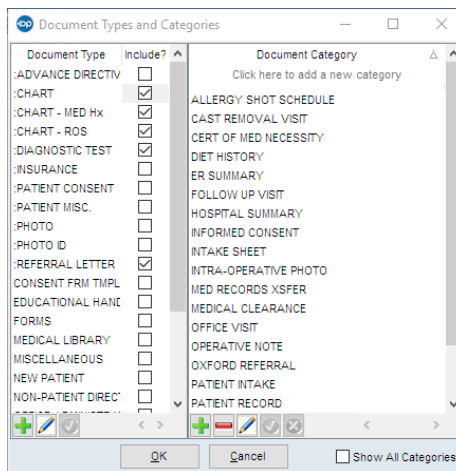 Document Types and Categories
Document Type Include?
:ADVANCE DIRECTIV
:CHART
:CHART - MED Hx
:CHART - ROS
:DIAGNOSTIC TEST
:INSURANCE
:PATIENT CONSENT
:PATIENT MISC.
:PHOTO
:PHOTO ID
:REFERRAL LETTER
CONSENT FRM TMPL
EDUCATIONAL HAND
FORMS
MEDICAL LIBRARY
MISCELLANEOUS
NEW PATIENT
NON-PATIENT DIREC
Document Category
Click here to add a new category
ALLERGY SHOT SCHEDULE
CAST REMOVAL VISIT
CERT OF MED NECESSITY
DIET HISTORY
ER SUMMARY
FOLLOW UP VISIT
HOSPITAL SUMMARY
INFORMED CONSENT
INTAKE SHEET
INTRA-OPERATIVE PHOTO
MED RECORDS XSFER
MEDICAL CLEARANCE
OFFICE VISIT
OPERATIVE NOTE
OXFORD REFERRAL
PATIENT INTAKE
PATIENT RECORD
OK
Cancel
Show All Categories